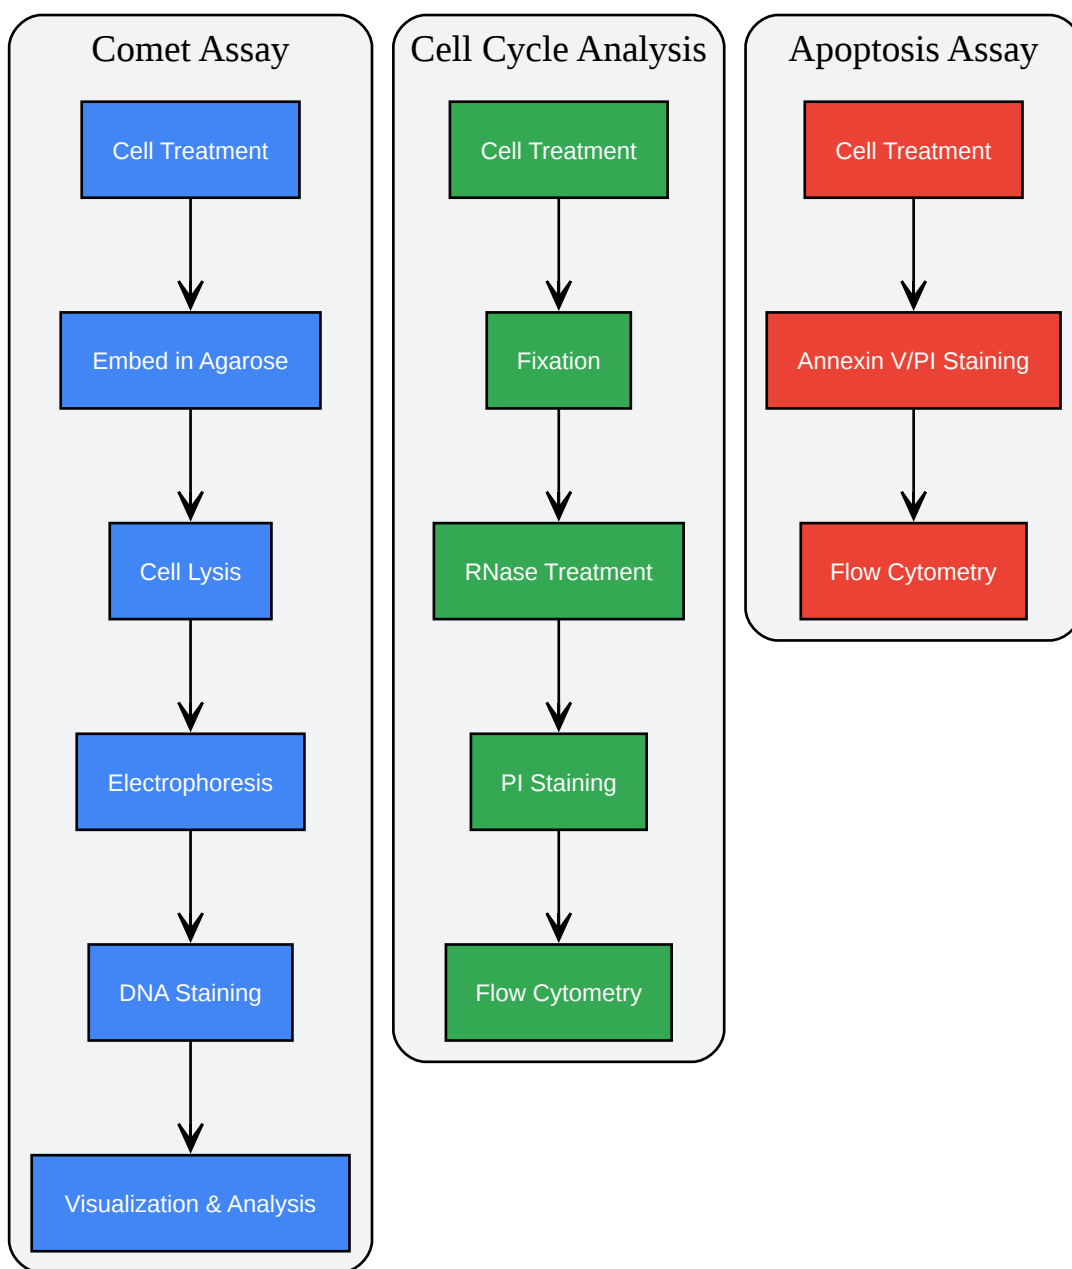 Comet Assay
Cell Treatment
Embed in Agarose
Cell Lysis
Electrophoresis
DNA Staining
Visualization & Analysis
Cell Cycle Analysis
Cell Treatment
Fixation
RNase Treatment
PI Staining
Flow Cytometry
Apoptosis Assay
Cell Treatment
Annexin V/PI Staining
Flow Cytometry